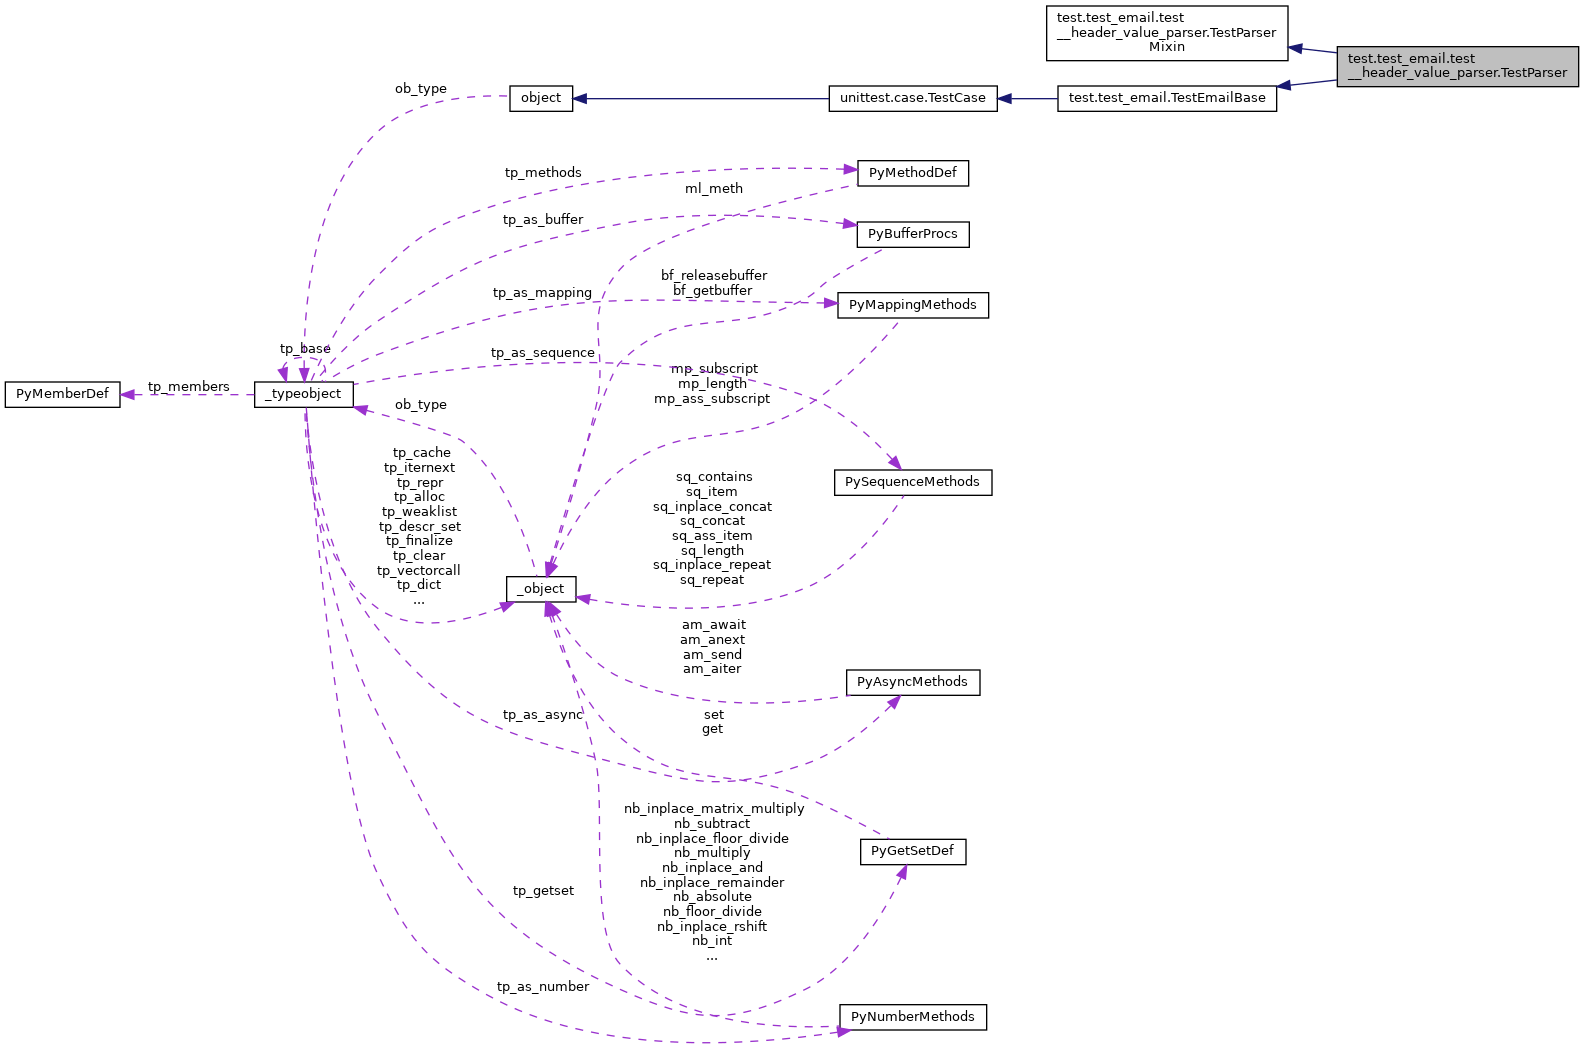 test.test_email.test
__header_value_parser.TestParser
Mixin
test.test_email.test
__header_value_parser.TestParser
ob_type
object
unittest.case.TestCase
test.test_email.TestEmailBase
tp_methods
PyMethodDef
ml_meth
tp_as_buffer
PyBufferProcs
bf_releasebuffer
bf_getbuffer
tp_as_mapping
PyMappingMethods
tp_base
tp_as_sequence
mp_subscript
mp_length
mp_ass_subscript
PyMemberDef
tp_members
_typeobject
ob_type
tp_cache
tp_iternext
tp_repr
tp_alloc
tp_weaklist
tp_descr_set
tp_finalize
tp_clear
tp_vectorcall
tp_dict
...
sq_contains
sq_item
sq_inplace_concat
sq_concat
sq_ass_item
sq_length
sq_inplace_repeat
sq_repeat
PySequenceMethods
_object
am_await
am_anext
am_send
am_aiter
PyAsyncMethods
tp_as_async
set
get
nb_inplace_matrix_multiply
nb_subtract
nb_inplace_floor_divide
nb_multiply
nb_inplace_and
nb_inplace_remainder
nb_absolute
nb_floor_divide
nb_inplace_rshift
nb_int
...
PyGetSetDef
tp_getset
tp_as_number
PyNumberMethods